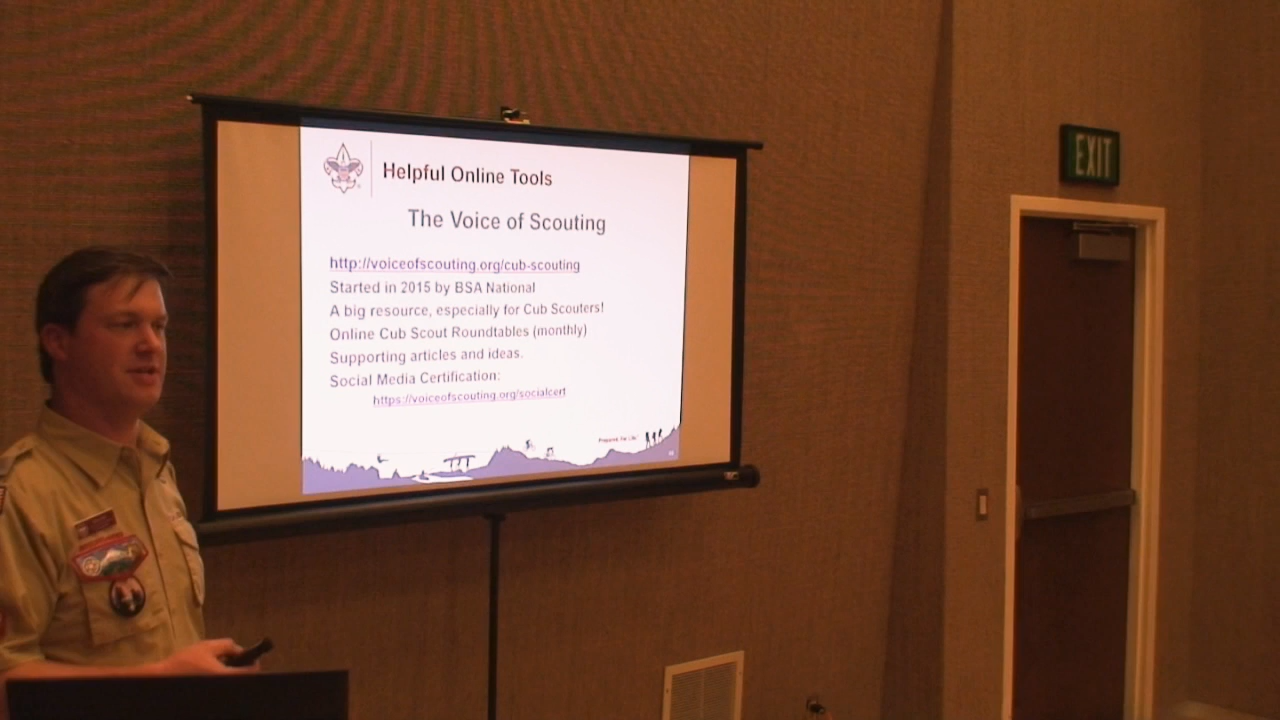 Helpful Online Tools
The Voice of Scouting
http://voiceofscouting.org/cub-scouting
Started in 2015 by BSA National
A big resource, especially for Cub Scouters!
Online Cub Scout Roundtables (monthly)
Supporting articles and ideas.
Social Media Certification:
https://voiceofscouting.org/socialcert
Prepared. For Life.
EXIT